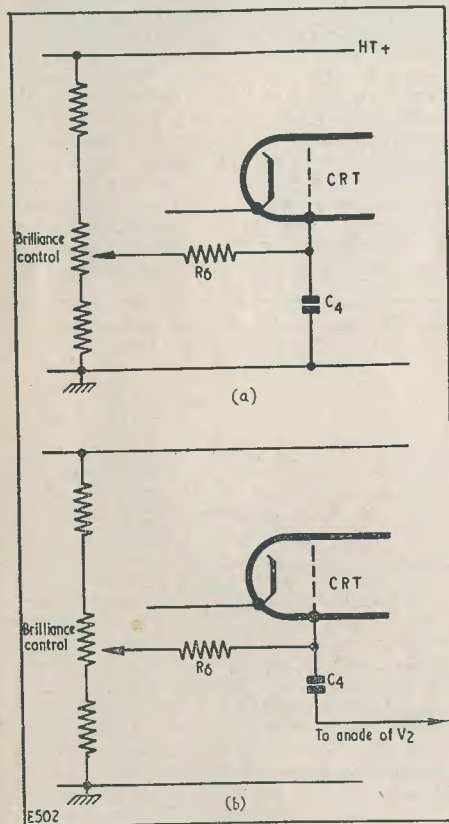 HT+
CRT
Brilliance
control
R6
C4
(a)
CRT
Brilliance
control
R6
C4
To anode of V2
(b)
E502